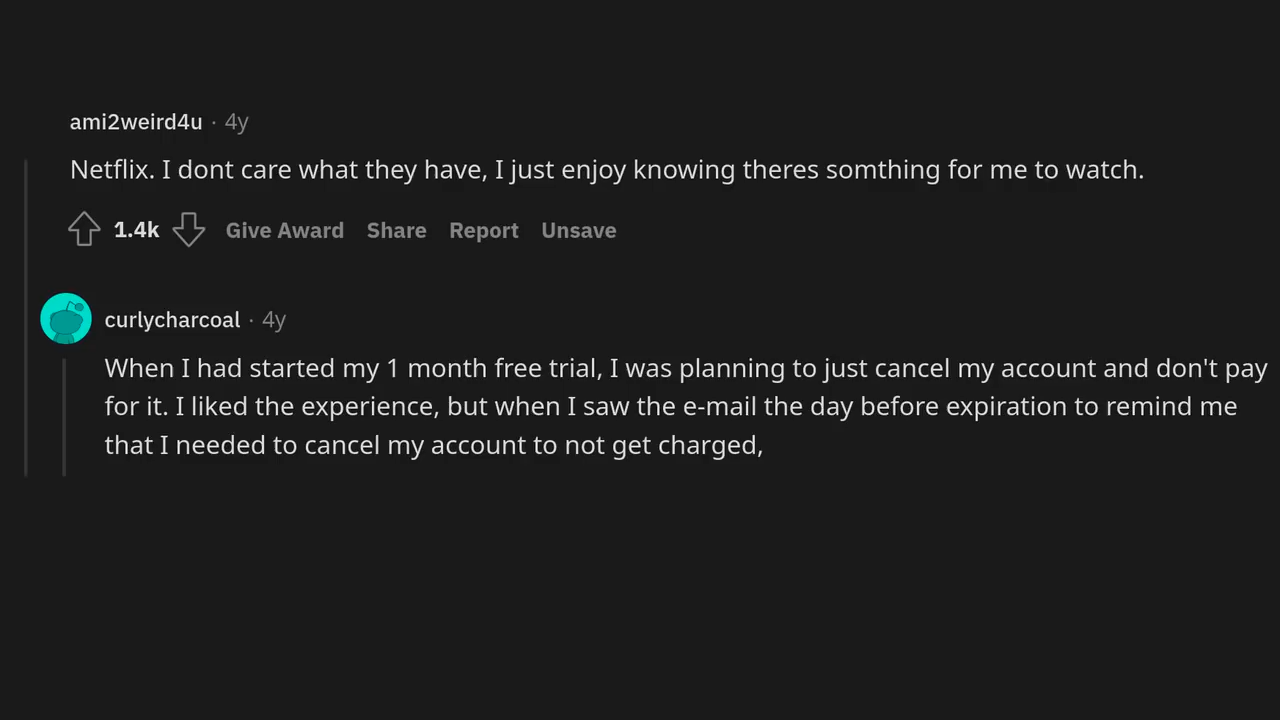 ami2weird4u · 4y
Netflix. I dont care what they have, I just enjoy knowing theres somthing for me to watch.
1.4k Give Award Share Report Unsave
curlycharcoal · 4y
When I had started my 1 month free trial, I was planning to just cancel my account and don't pay
for it. I liked the experience, but when I saw the e-mail the day before expiration to remind me
that I needed to cancel my account to not get charged,